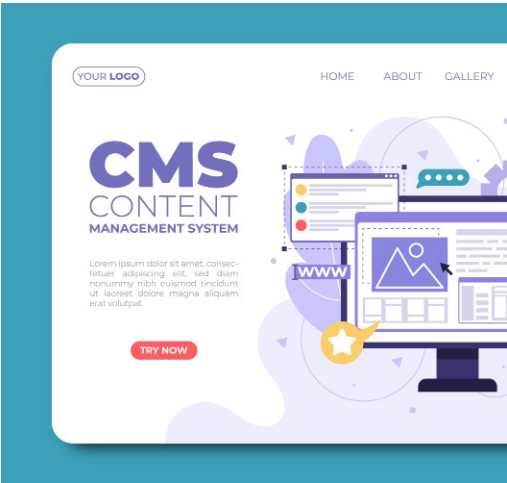 YOUR LOGO
HOME ABOUT GALLERY
CMS
CONTENT
MANAGEMENT SYSTEM
Lorem ipsum dolor sit amet, consec-
tetuer adipiscing elit, sed diam
nonummy nibh euismod tincidunt
ut laoreet dolore magna aliquam
erat volutpat.
TRY NOW
WWW